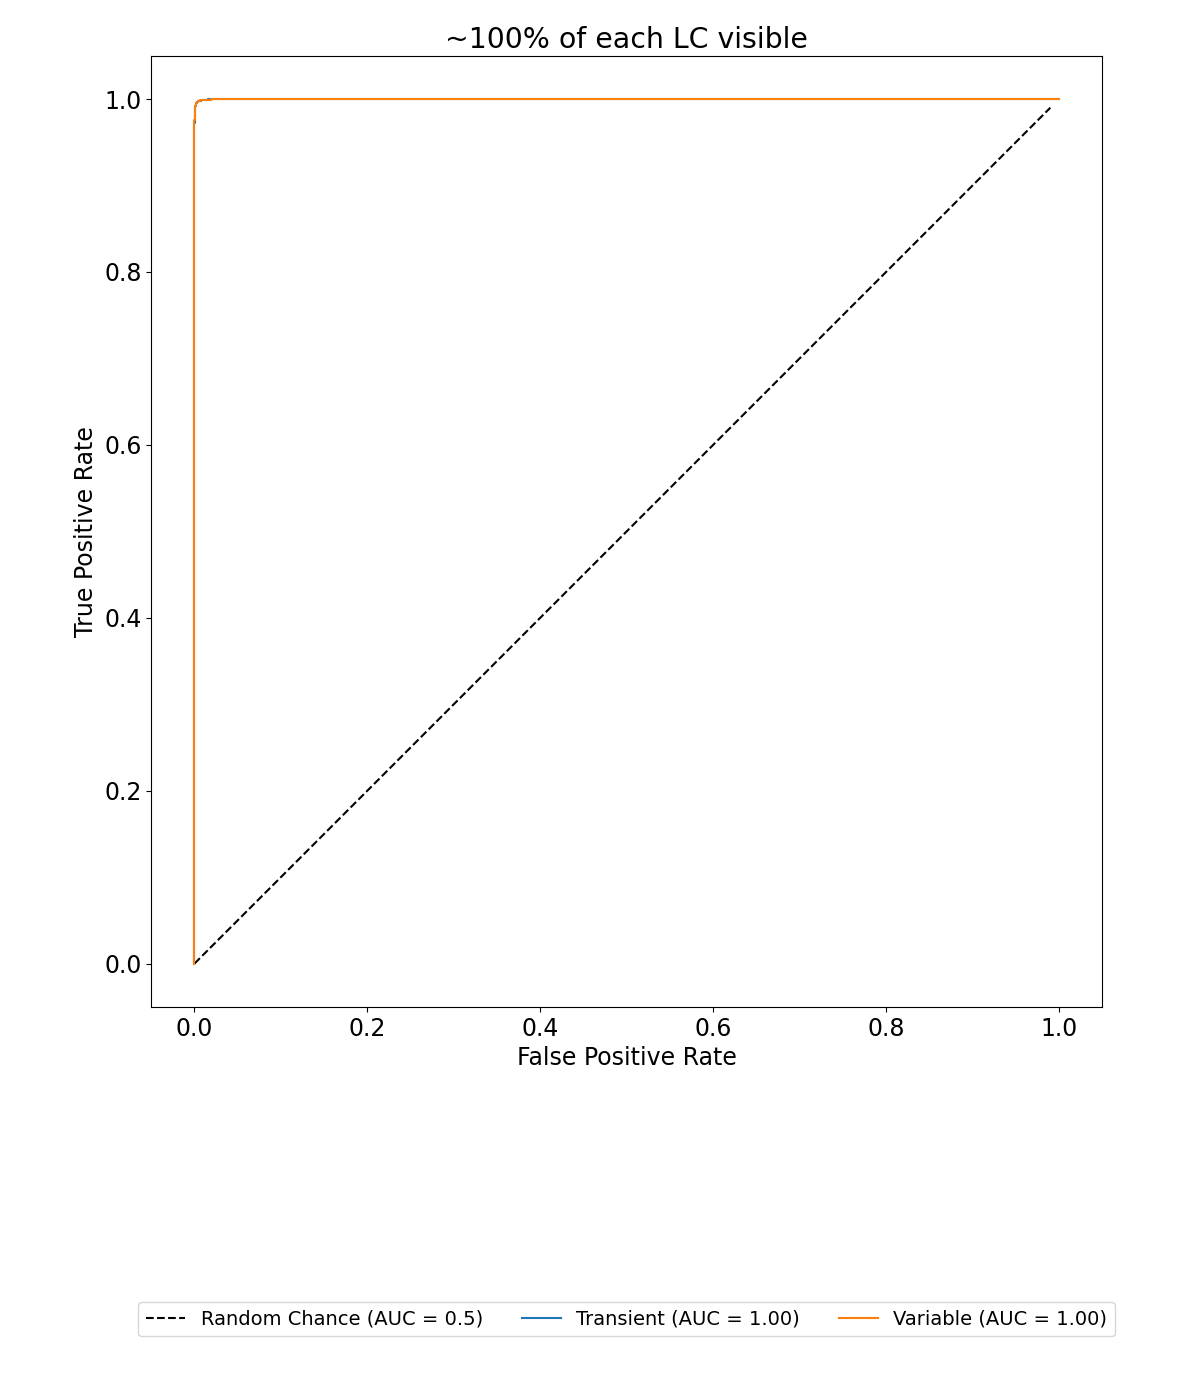 ~100% of each LC visible
1.0
0.8
0.6
0.4
0.2
0.0
True Positive Rate
0.0 0.2 0.4 0.6 0.8 1.0
False Positive Rate
Random Chance (AUC = 0.5) Transient (AUC = 1.00) Variable (AUC = 1.00)